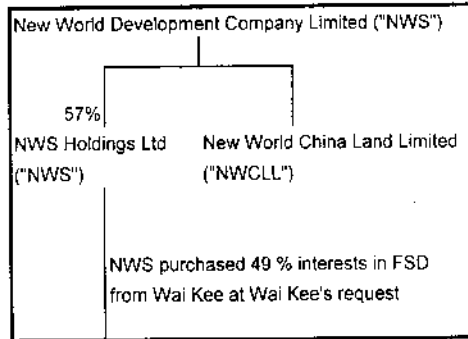 New World Development Company Limited ("NWS")
57%
NWS Holdings Ltd
("NWS")
New World China Land Limited
("NWCLL")
NWS purchased 49 % interests in FSD
from Wai Kee at Wai Kee's request